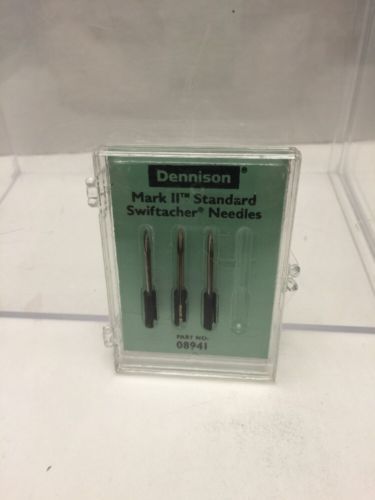 Dennison®
Mark II™ Standard
Swiftacher® Needles
PART NO:
08941